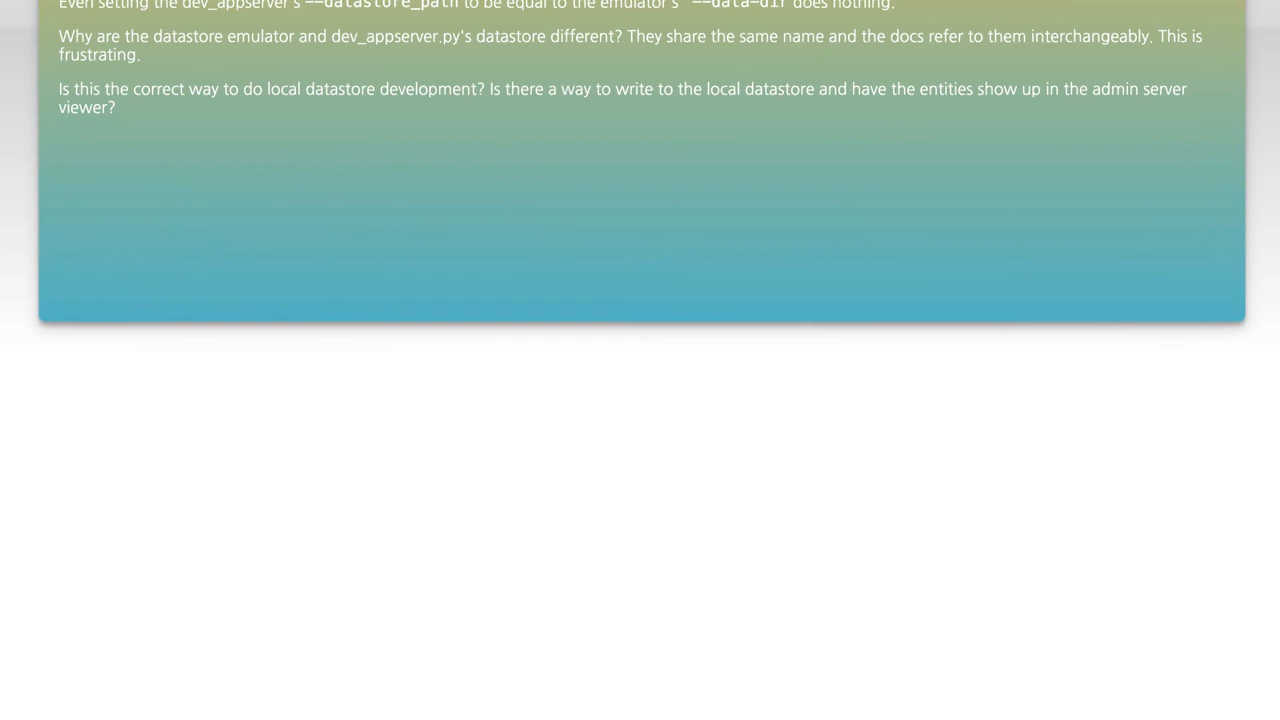 Even setting the dev_appserver's --datastore_path to be equal to the emulator's --data-dir does nothing.
Why are the datastore emulator and dev_appserver.py's datastore different? They share the same name and the docs refer to them interchangeably. This is
frustrating.
Is this the correct way to do local datastore development? Is there a way to write to the local datastore and have the entities show up in the admin server
viewer?